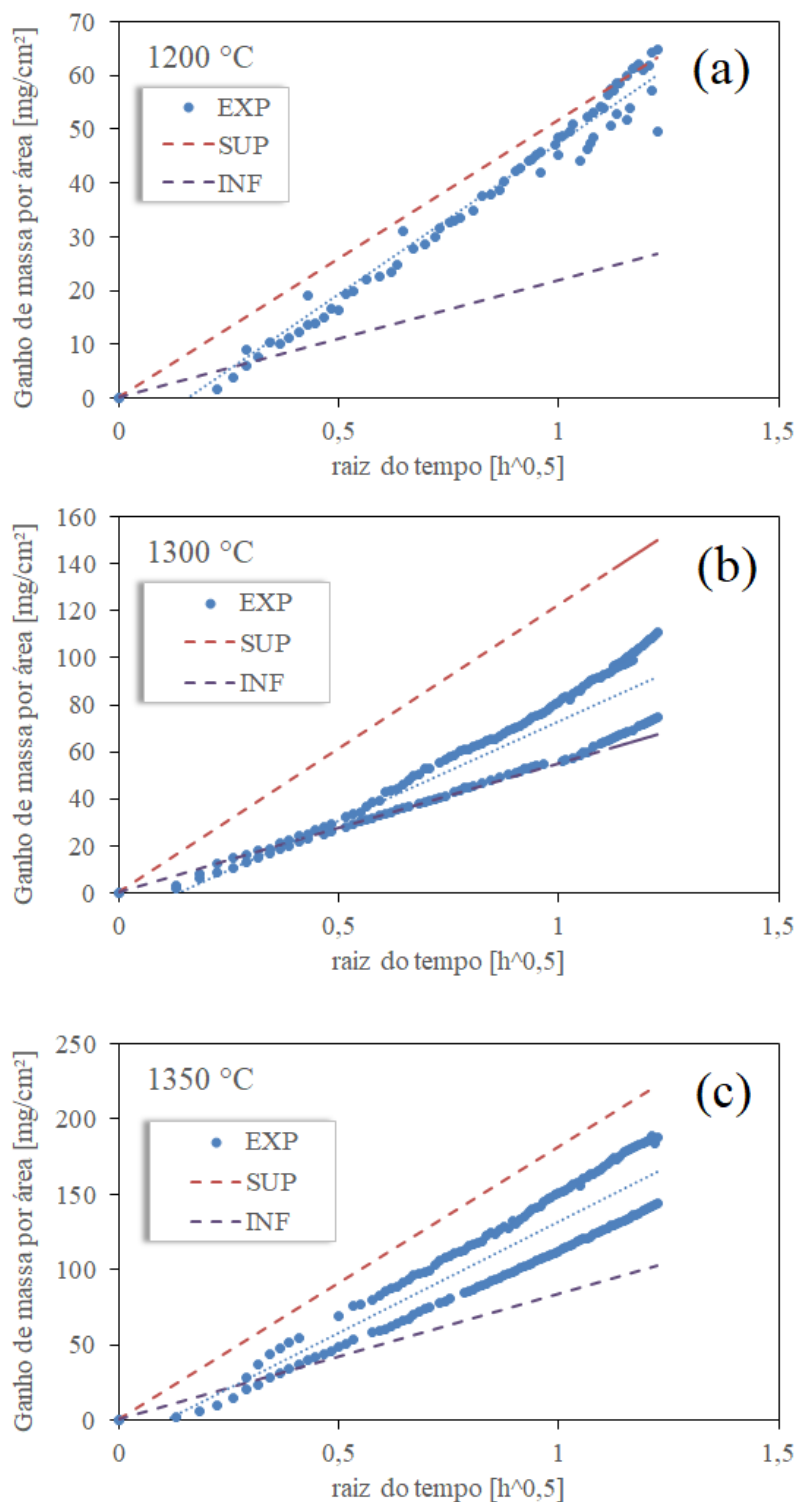 1200 °C
(a)
EXP
SUP
INF
Ganho de massa por área [mg/cm²]
70
60
50
40
30
20
10
0
0 0,5 1 1,5
raiz do tempo [h^0,5]
1300 °C
(b)
EXP
SUP
INF
Ganho de massa por área [mg/cm²]
160
140
120
100
80
60
40
20
0
0 0,5 1 1,5
raiz do tempo [h^0,5]
1350 °C
(c)
EXP
SUP
INF
Ganho de massa por área [mg/cm²]
250
200
150
100
50
0
0 0,5 1 1,5
raiz do tempo [h^0,5]